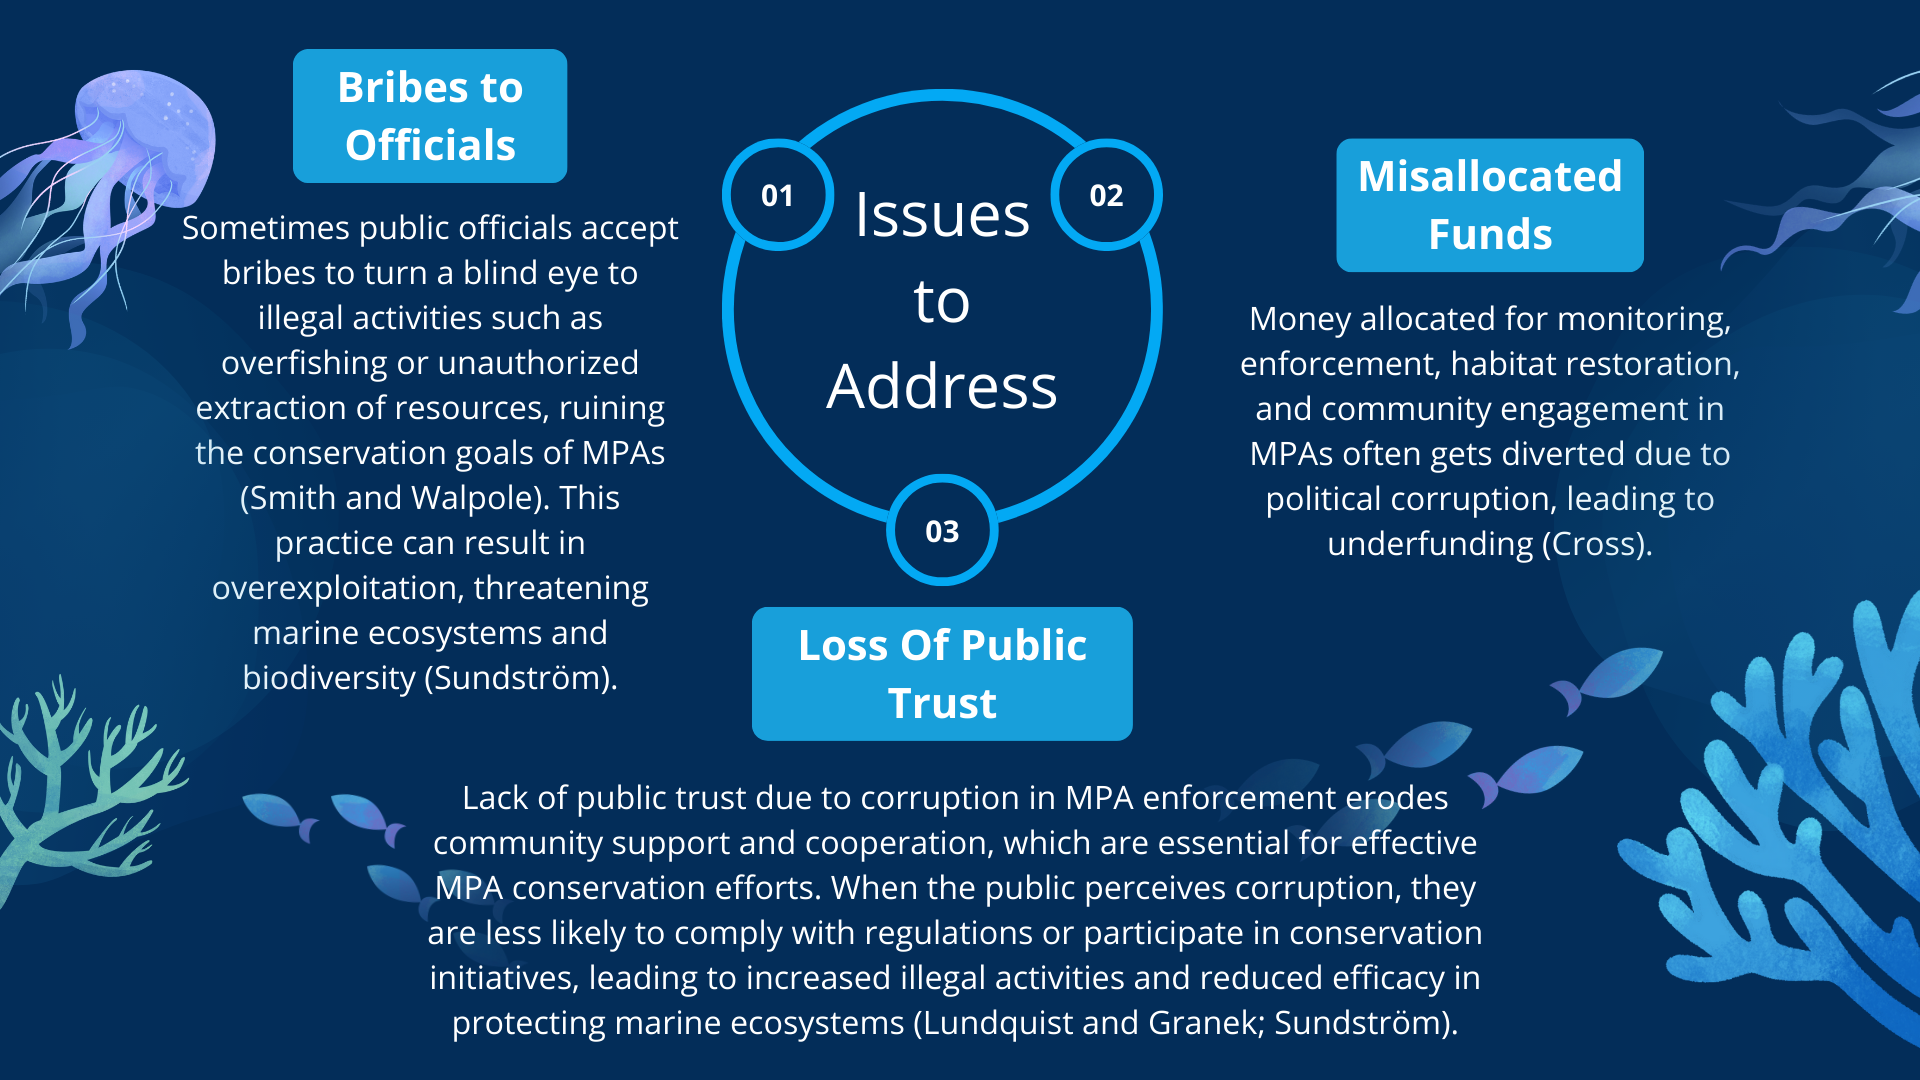 Bribes to
Officials
Sometimes public officials accept
bribes to turn a blind eye to
illegal activities such as
overfishing or unauthorized
extraction of resources, ruining
the conservation goals of MPAs
(Smith and Walpole). This
practice can result in
overexploitation, threatening
marine ecosystems and
biodiversity (Sundström).
01
02
Issues
to
Address
03
Misallocated
Funds
Money allocated for monitoring,
enforcement, habitat restoration,
and community engagement in
MPAs often gets diverted due to
political corruption, leading to
underfunding (Cross).
Loss Of Public
Trust
Lack of public trust due to corruption in MPA enforcement erodes
community support and cooperation, which are essential for effective
MPA conservation efforts. When the public perceives corruption, they
are less likely to comply with regulations or participate in conservation
initiatives, leading to increased illegal activities and reduced efficacy in
protecting marine ecosystems (Lundquist and Granek; Sundström).